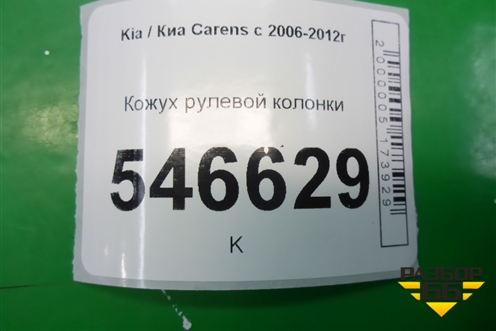 Kia / Киа Carens с 2006-2012г
Кожух рулевой колонки
546629
К
2000005173929
РАЗБОР
66